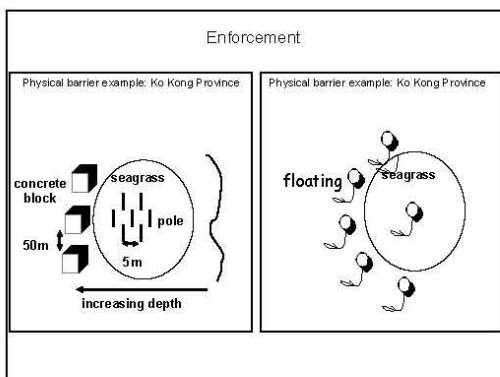 Enforcement
Physical barrier example: Ko Kong Province
concrete
block
seagrass
pole
50m
5m
increasing depth
Physical barrier example: Ko Kong Province
floating
seagrass